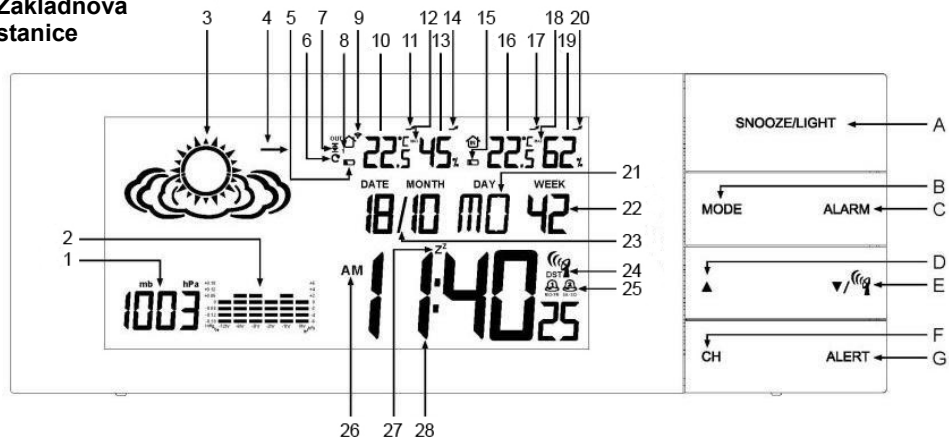 Základnová
stanice
3 4 5 6 7 8 9 10 11 12 13 14 15 16 17 18 19 20
OUT 22.5 °C 45 % IN 22.5 °C 62 %
DATE MONTH DAY WEEK
18/10 MO 42
21
22
23
2
1
mb hPa
1003
AM 11:40 25
Zz
DST
24
25
26 27 28
SNOOZE/LIGHT A
B
MODE ALARM C
D
▲ ▼/ E
F
CH ALERT G